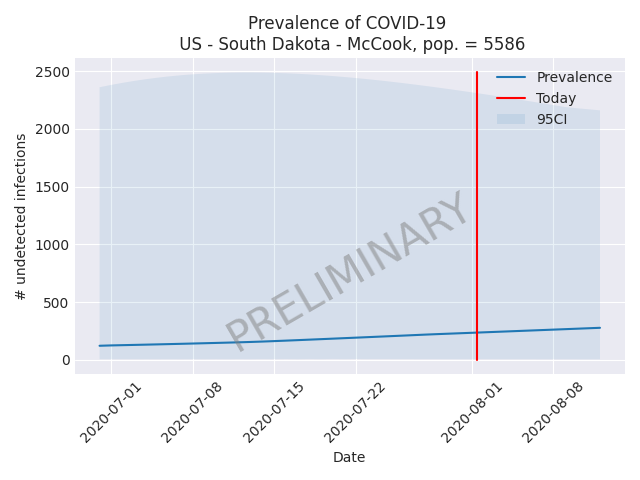 Prevalence of COVID-19
US - South Dakota - McCook, pop. = 5586
Prevalence
Today
95CI
PRELIMINARY
# undetected infections
2500
2000
1500
1000
500
0
2020-07-01
2020-07-08
2020-07-15
2020-07-22
2020-08-01
2020-08-08
Date